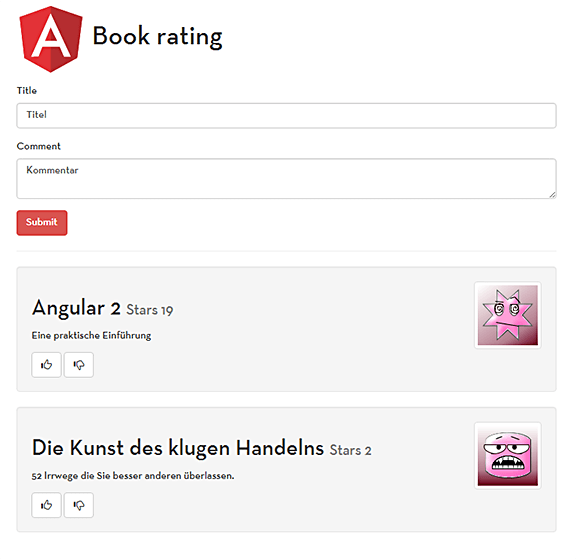 A
Book rating
Title
Titel
Comment
Kommentar
Submit
Angular 2 Stars 19
Eine praktische Einführung
Die Kunst des klugen Handelns Stars 2
52 Irrwege die Sie besser anderen überlassen.